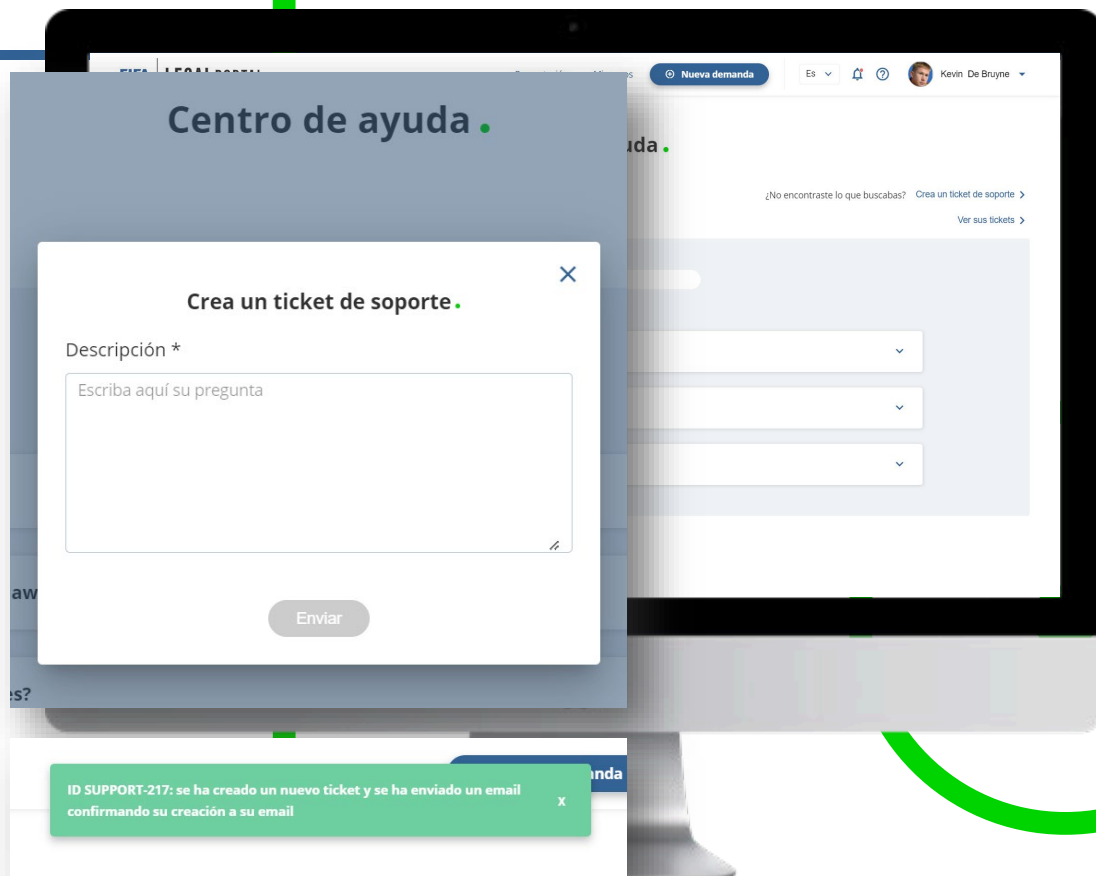 Nueva demanda
Es
Kevin De Bruyne
Centro de ayuda.
¿No encontraste lo que buscabas? Crea un ticket de soporte
Ver sus tickets
Crea un ticket de soporte.
Descripción *
Escriba aquí su pregunta
Enviar
ID SUPPORT-217: se ha creado un nuevo ticket y se ha enviado un email
confirmando su creación a su email
x